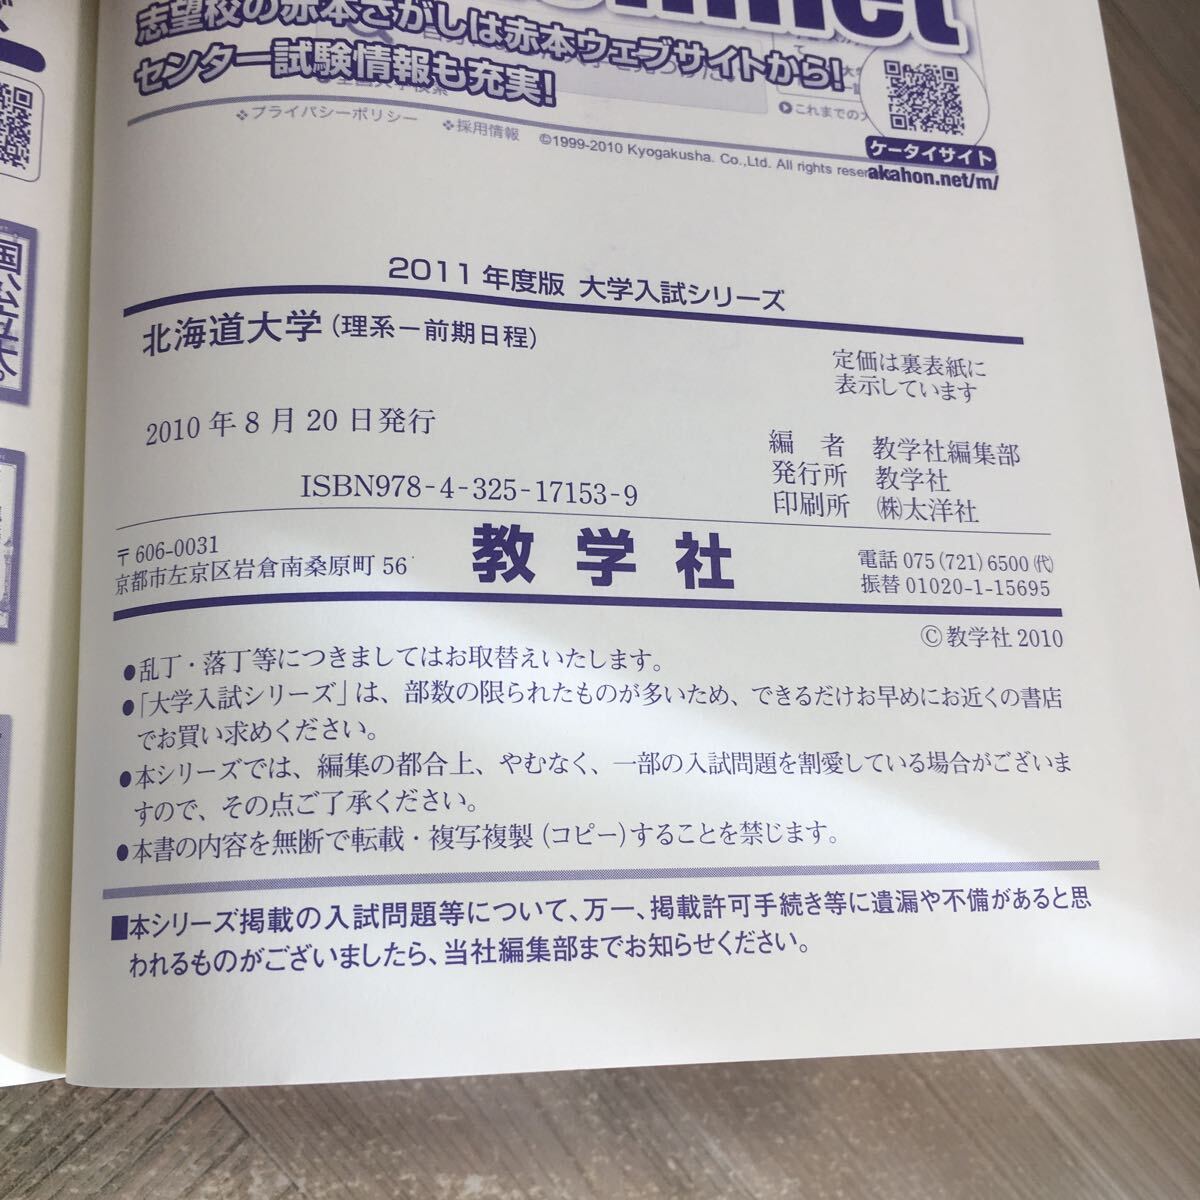 志望校の赤本さがしは赤本ウェブサイトから!
センター試験情報も充実!
プライバシーポリシー 採用情報 ©1999-2010 Kyogakusha. Co.,Ltd. All rights
これまでの
ケータイサイト
akahon.net/m/
2011年度版 大学入試シリーズ
北海道大学(理系－前期日程)
定価は裏表紙に
表示しています
2010年8月20日発行
編 者 教学社編集部
発行所 教学社
印刷所 ㈱太洋社
ISBN978-4-325-17153-9
〒606-0031
京都市左京区岩倉南桑原町56
教学社
電話 075(721)6500㈹
振替 01020-1-15695
©教学社 2010
●乱丁・落丁等につきましてはお取替えいたします。
●「大学入試シリーズ」は、部数の限られたものが多いため、できるだけお早めにお近くの書店
でお買い求めください。
●本シリーズでは、編集の都合上、やむなく、一部の入試問題を割愛している場合がございま
すので、その点ご了承ください。
●本書の内容を無断で転載・複写複製(コピー)することを禁じます。
■本シリーズ掲載の入試問題等について、万一、掲載許可手続き等に遺漏や不備があると思
われるものがございましたら、当社編集部までお知らせください。